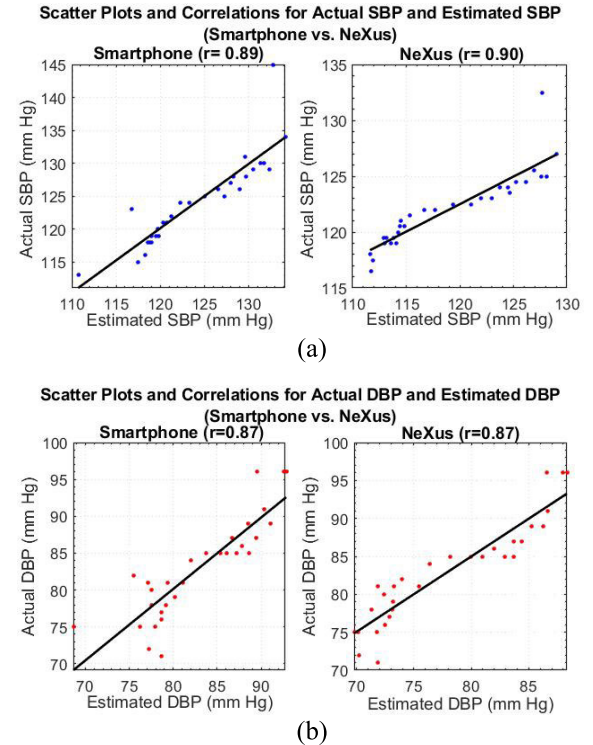 Scatter Plots and Correlations for Actual SBP and Estimated SBP
(Smartphone vs. NeXus)
Smartphone (r= 0.89)
145
140
135
130
125
120
115
Actual SBP (mm Hg)
110 115 120 125 130
Estimated SBP (mm Hg)
NeXus (r= 0.90)
135
130
125
120
115
Actual SBP (mm Hg)
110 115 120 125 130
Estimated SBP (mm Hg)
(a)
Scatter Plots and Correlations for Actual DBP and Estimated DBP
(Smartphone vs. NeXus)
Smartphone (r=0.87)
100
95
90
85
80
75
70
Actual DBP (mm Hg)
70 75 80 85 90
Estimated DBP (mm Hg)
NeXus (r=0.87)
100
95
90
85
80
75
70
Actual DBP (mm Hg)
70 75 80 85
Estimated DBP (mm Hg)
(b)